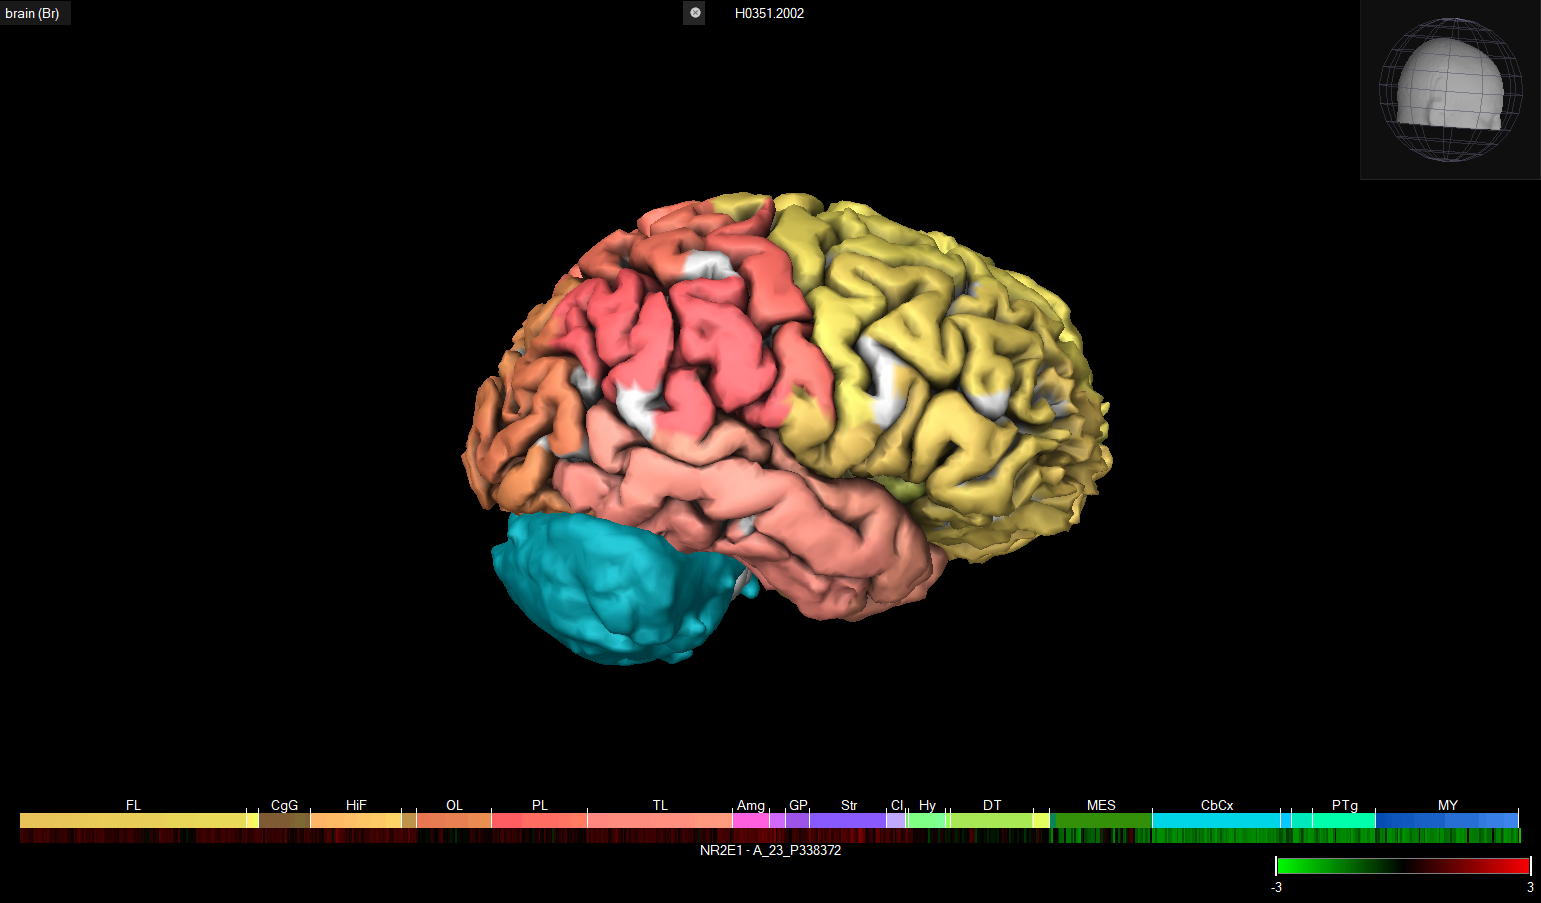 brain (Br)
H0351.2002
FL CgG HiF OL PL TL Amg GP Str Cl Hy DT MES CbCx PTg MY
NR2E1 - A_23_P338372
-3 3